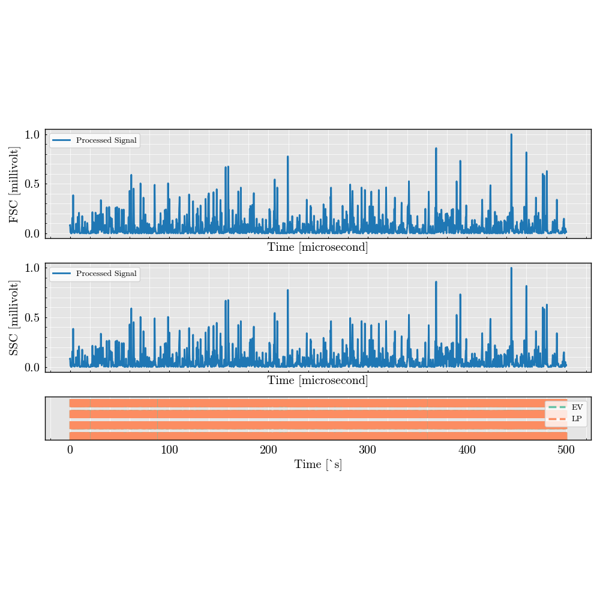 1.0
Processed Signal
FSC [millivolt]
0.5
0.0
Time [microsecond]
1.0
Processed Signal
SSC [millivolt]
0.5
0.0
Time [microsecond]
EV
LP
0 100 200 300 400 500
Time [`s]